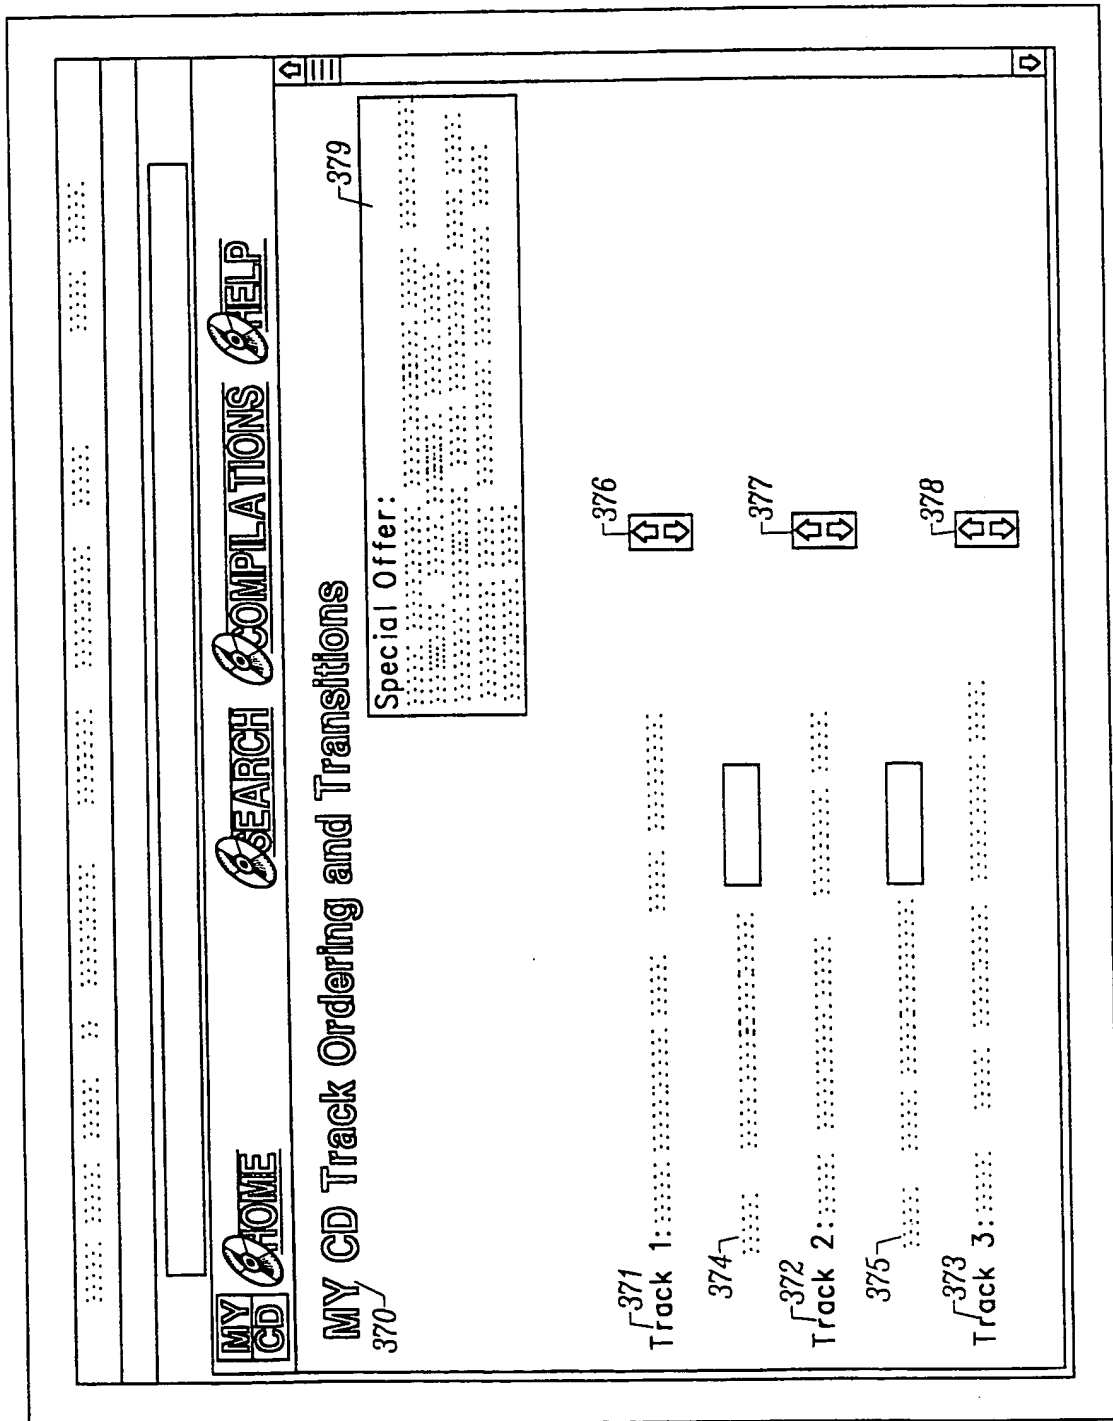 MY CD
HOME SEARCH COMPILATIONS HELP
MY CD Track Ordering and Transitions
370
379
Special Offer:
371
376
Track 1:
374
372
377
Track 2:
375
373
378
Track 3: